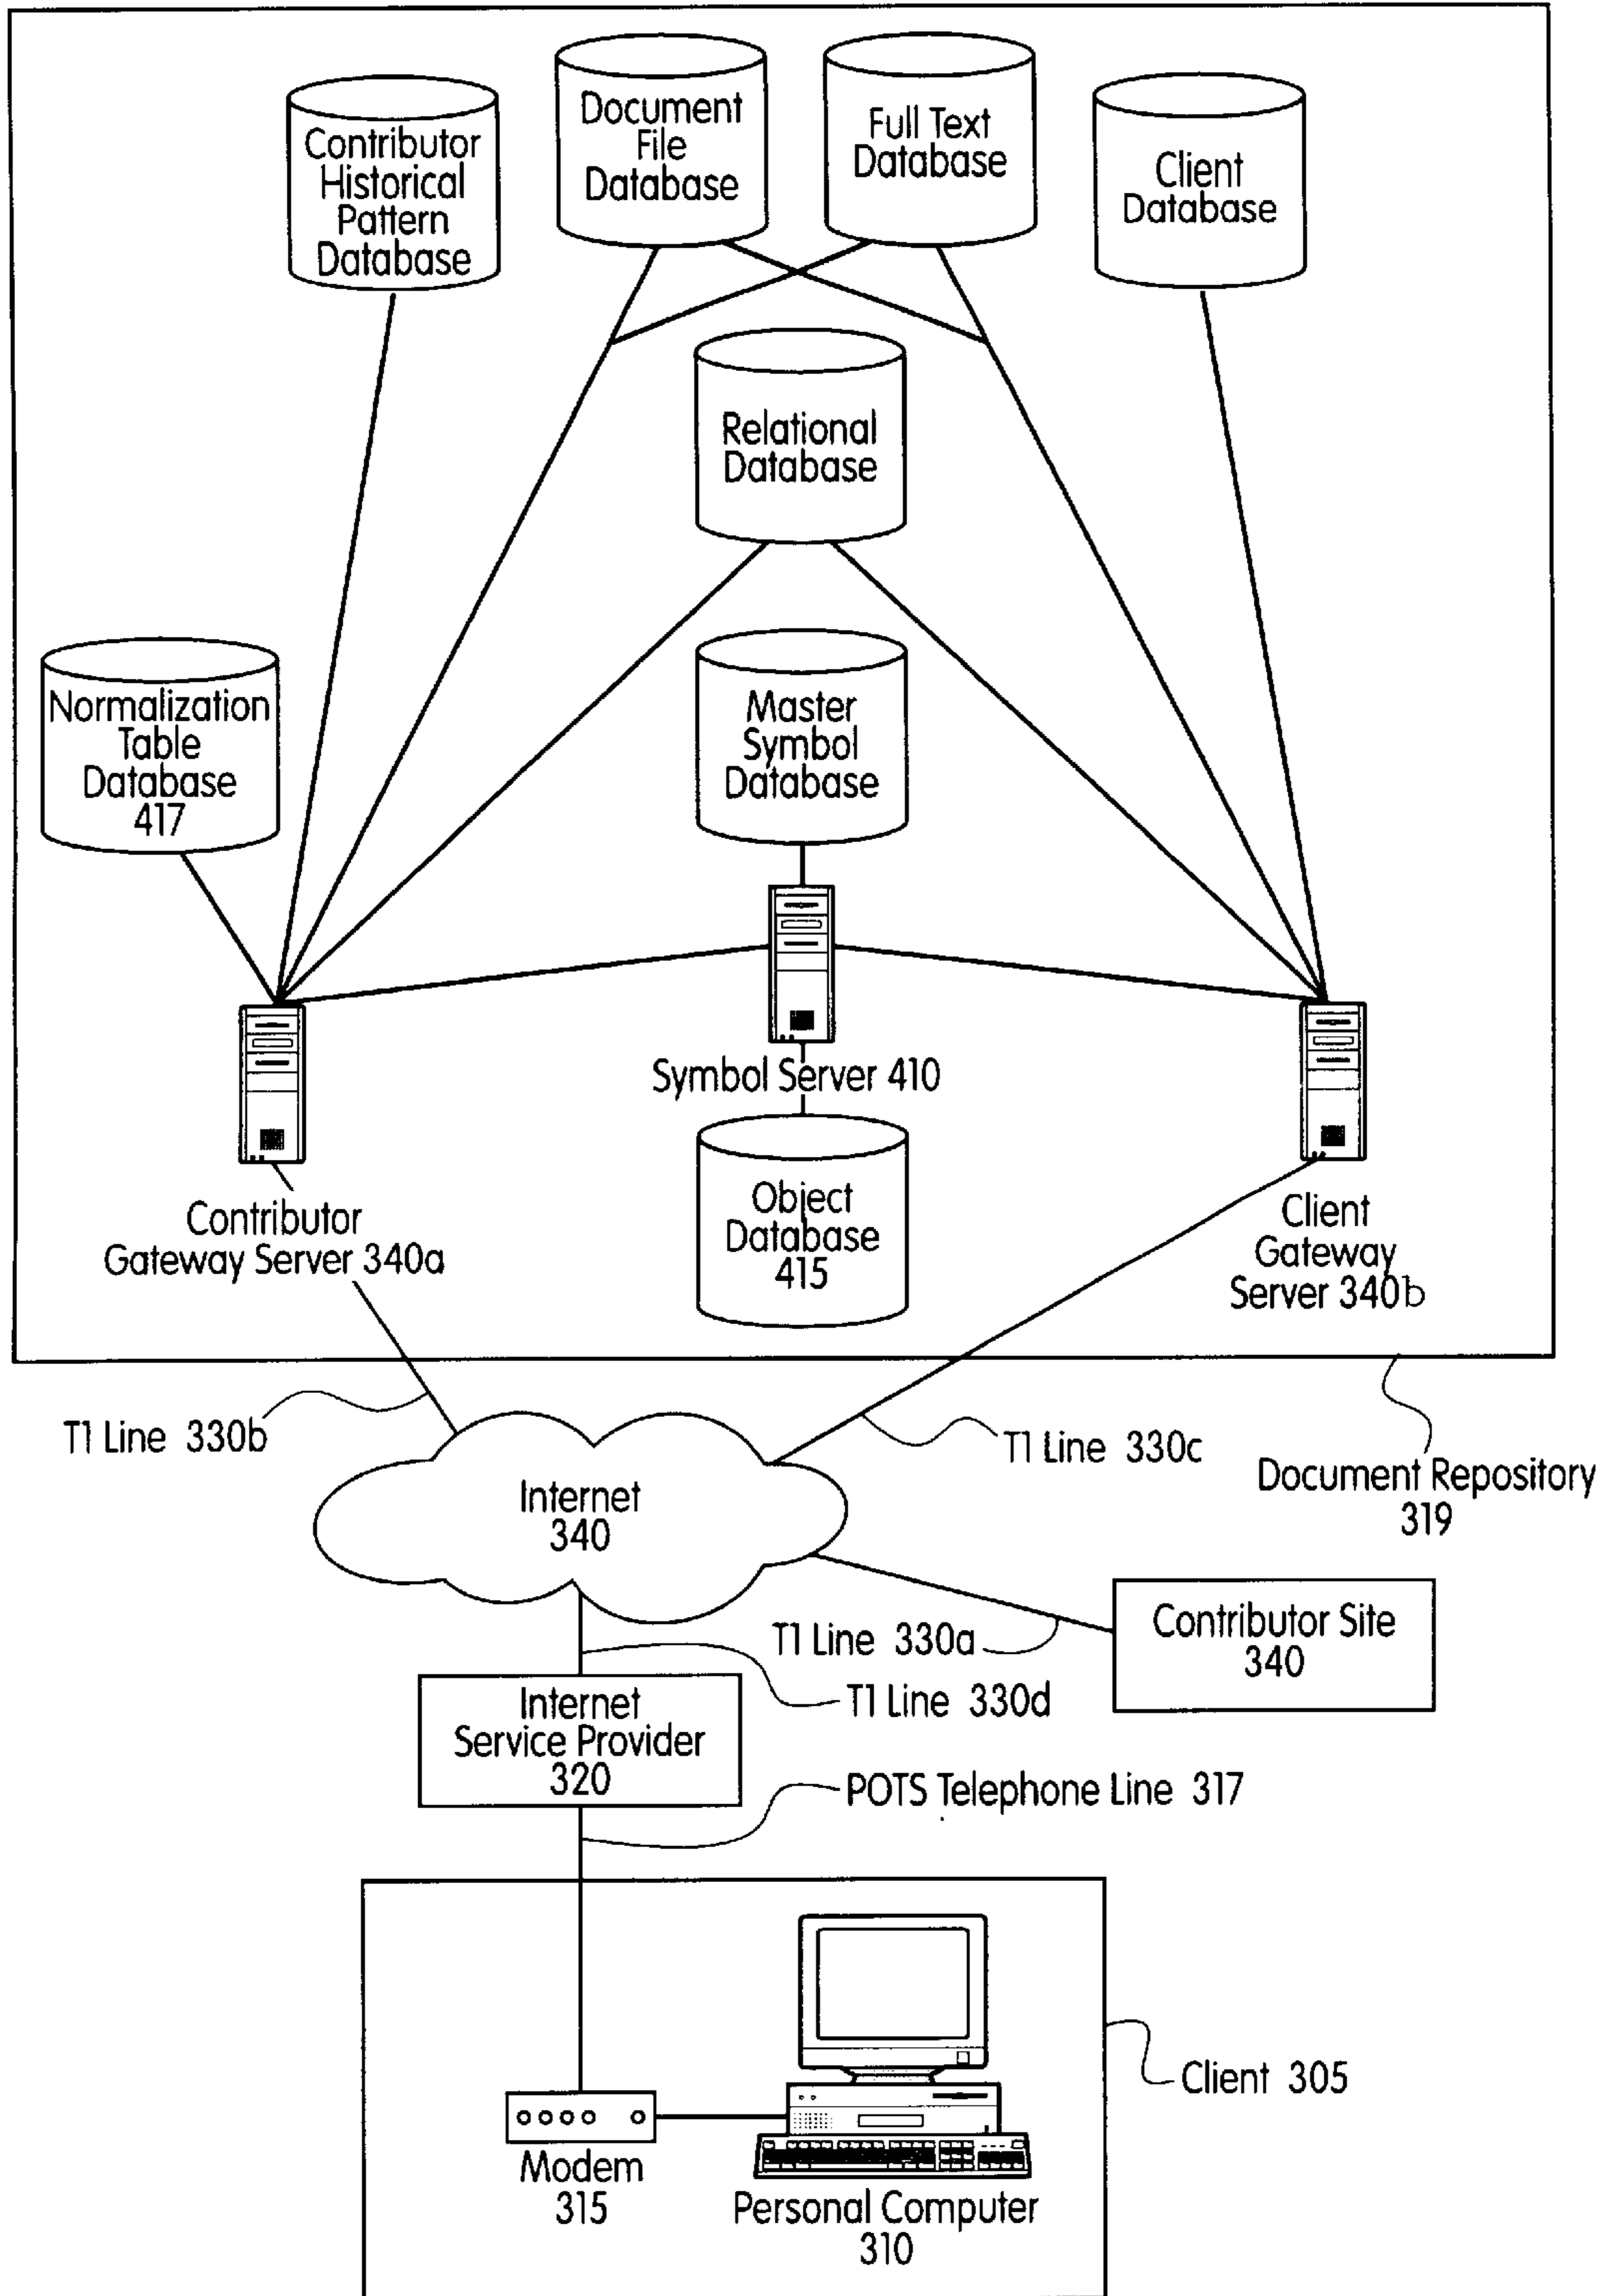 Contributor
Historical
Pattern
Database
Document
File
Database
Full Text
Database
Client
Database
Relational
Database
Normalization
Table
Database
417
Master
Symbol
Database
Symbol Server 410
Contributor
Gateway Server 340a
Object
Database
415
Client
Gateway
Server 340b
T1 Line 330b
T1 Line 330c
Document Repository
319
Internet
340
T1 Line 330a
Contributor Site
340
T1 Line 330d
Internet
Service Provider
320
POTS Telephone Line 317
Client 305
Modem
315
Personal Computer
310